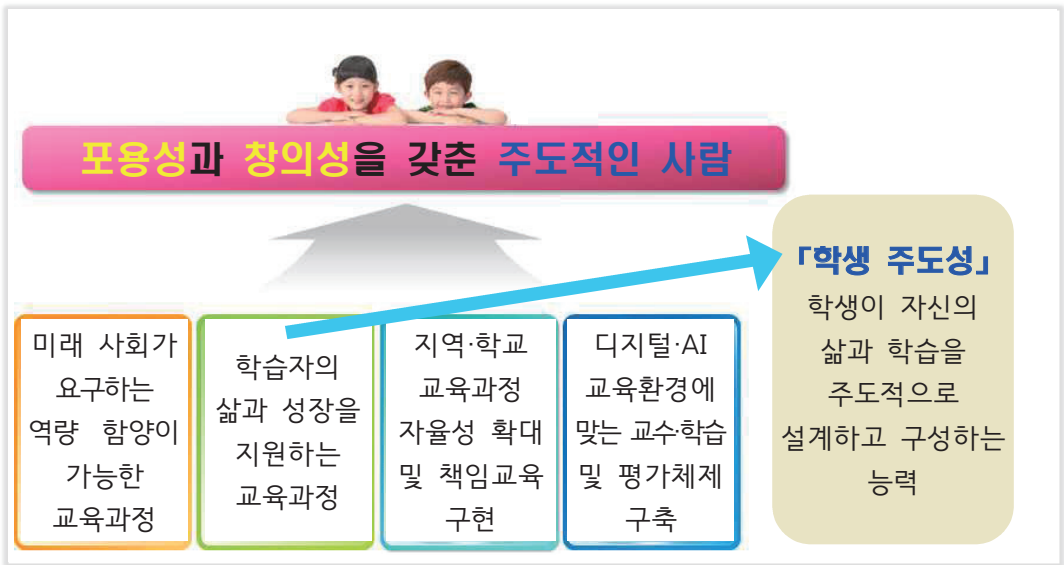 포용성과 창의성을 갖춘 주도적인 사람
미래 사회가
요구하는
역량 함양이
가능한
교육과정
학습자의
삶과 성장을
지원하는
교육과정
지역·학교
교육과정
자율성 확대
및 책임교육
구현
디지털·AI
교육환경에
맞는 교수·학습
및 평가체제
구축
「학생 주도성」
학생이 자신의
삶과 학습을
주도적으로
설계하고 구성하는
능력